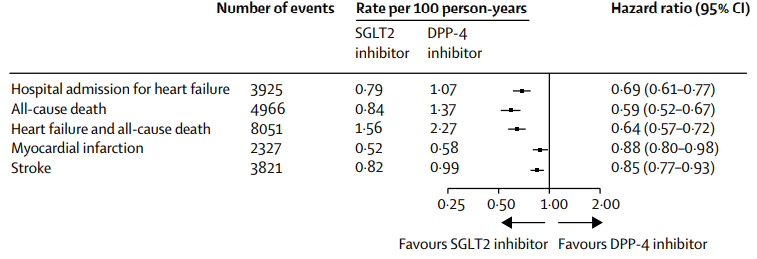 Number of events Rate per 100 person-years Hazard ratio (95% CI)
SGLT2 inhibitor DPP-4 inhibitor
Hospital admission for heart failure 3925 0·79 1·07 0·69 (0·61–0·77)
All-cause death 4966 0·84 1·37 0·59 (0·52–0·67)
Heart failure and all-cause death 8051 1·56 2·27 0·64 (0·57–0·72)
Myocardial infarction 2327 0·52 0·58 0·88 (0·80–0·98)
Stroke 3821 0·82 0·99 0·85 (0·77–0·93)
0·25 0·50 1·00 2·00
Favours SGLT2 inhibitor Favours DPP-4 inhibitor